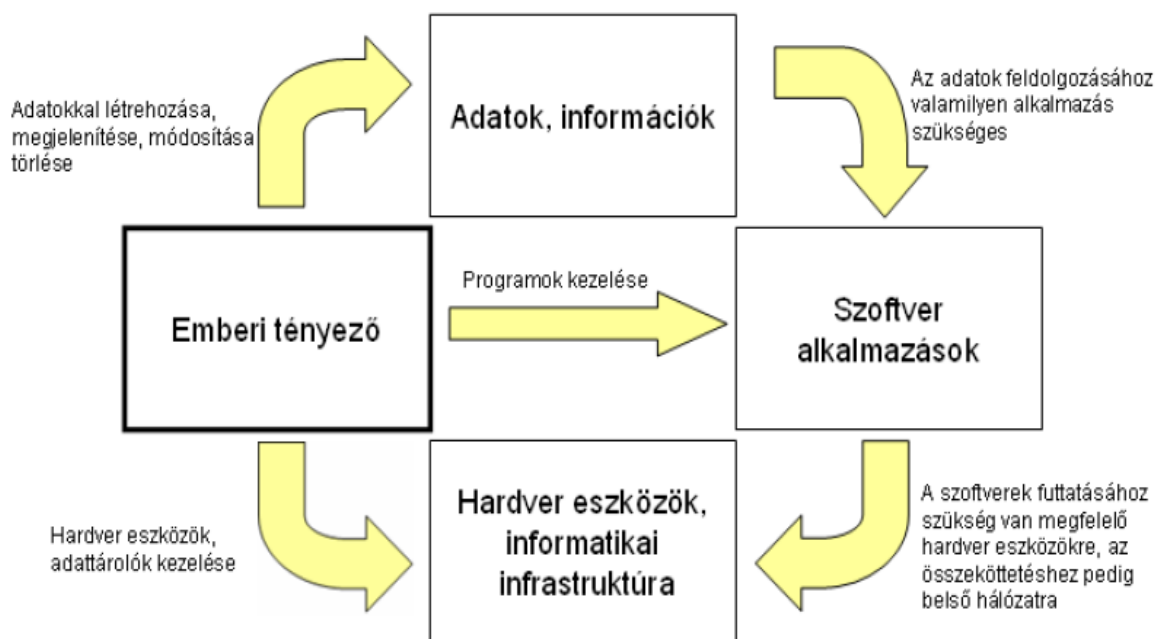 Adatok, információk
Adatokkal létrehozása,
megjelenítése, módosítása
törlése
Az adatok feldolgozásához
valamilyen alkalmazás
szükséges
Emberi tényező
Programok kezelése
Szoftver
alkalmazások
Hardver eszközök,
adattárolók kezelése
Hardver eszközök,
informatikai
infrastruktúra
A szoftverek futtatásához
szükség van megfelelő
hardver eszközökre, az
összeköttetéshez pedig
belső hálózatra